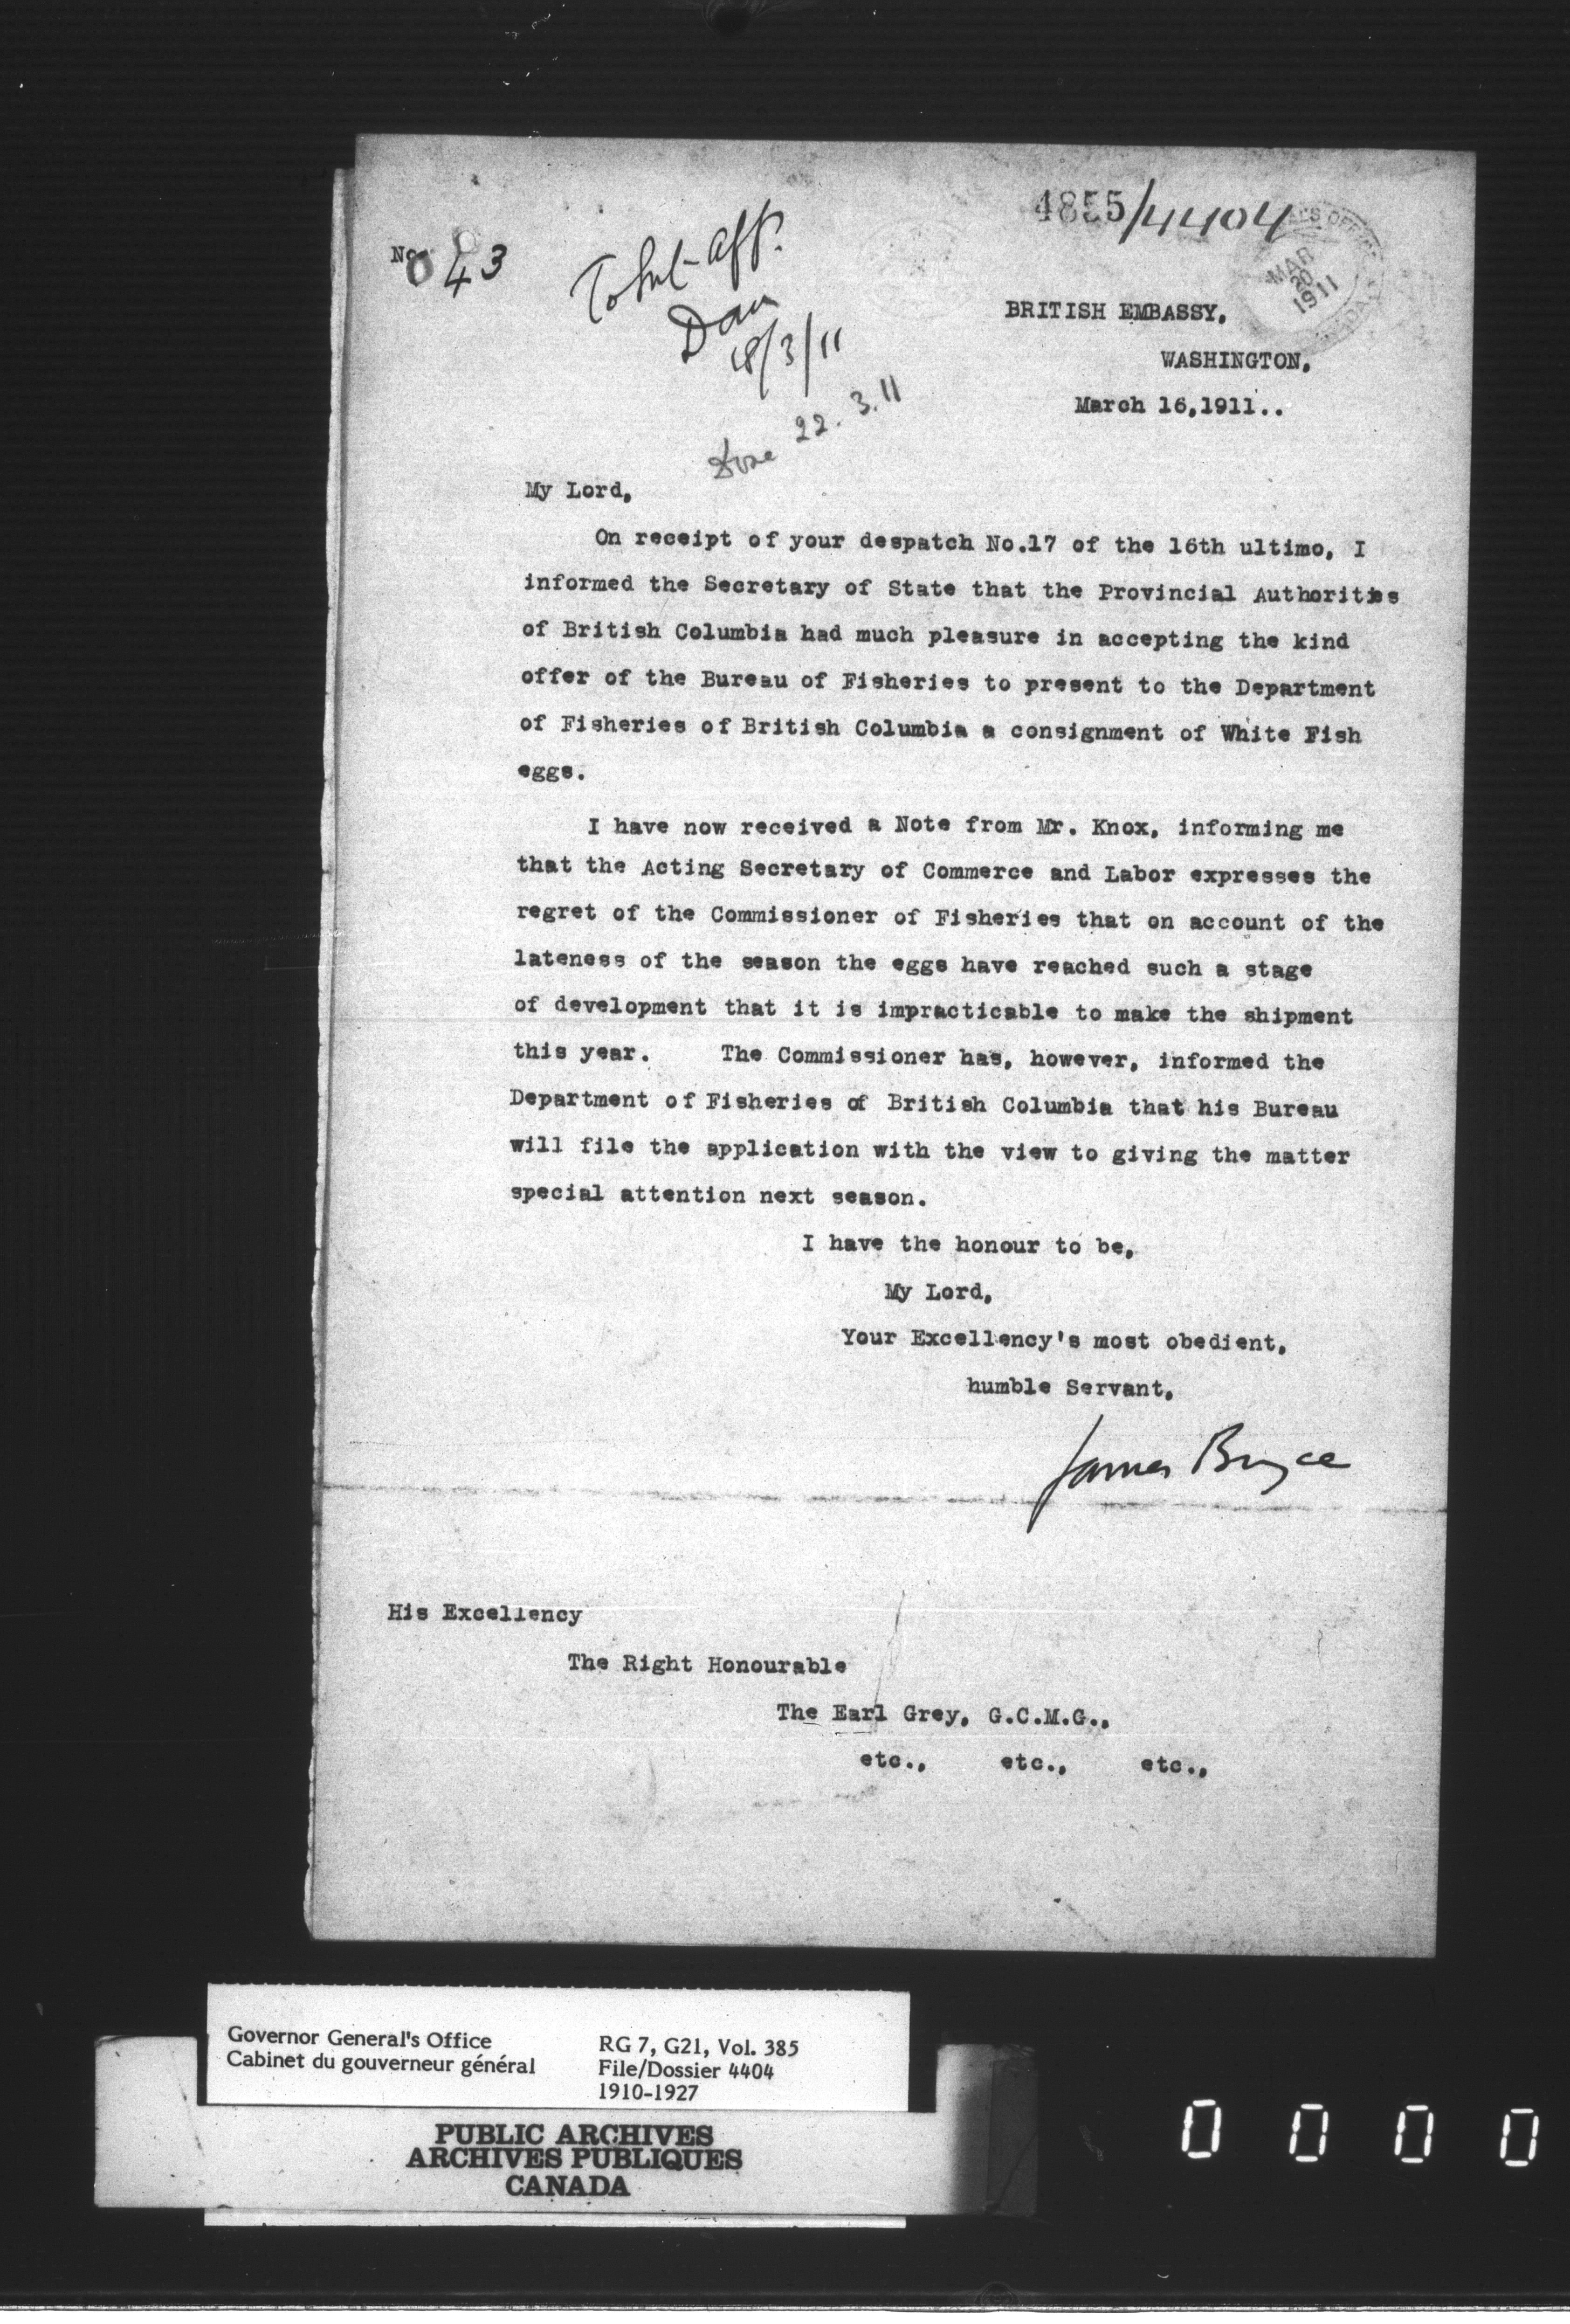 4855/4404
No. 043
To Ext Aff.
18/3/11
Done 22.3.11
MAR
20
1911
BRITISH EMBASSY,
WASHINGTON,
March 16,1911..
My Lord,
On receipt of your despatch No.17 of the 16th ultimo, I
informed the Secretary of State that the Provincial Authorities
of British Columbia had much pleasure in accepting the kind
offer of the Bureau of Fisheries to present to the Department
of Fisheries of British Columbia a consignment of White Fish
eggs.
I have now received a Note from Mr. Knox, informing me
that the Acting Secretary of Commerce and Labor expresses the
regret of the Commissioner of Fisheries that on account of the
lateness of the season the eggs have reached such a stage
of development that it is impracticable to make the shipment
this year. The Commissioner has, however, informed the
Department of Fisheries of British Columbia that his Bureau
will file the application with the view to giving the matter
special attention next season.
I have the honour to be,
My Lord,
Your Excellency's most obedient,
humble Servant,
James Bryce
His Excellency
The Right Honourable
The Earl Grey, G.C.M.G.,
etc., etc., etc.,
Governor General's Office
Cabinet du gouverneur général
RG 7, G21, Vol. 385
File/Dossier 4404
1910-1927
PUBLIC ARCHIVES
ARCHIVES PUBLIQUES
CANADA
0 0 0 0